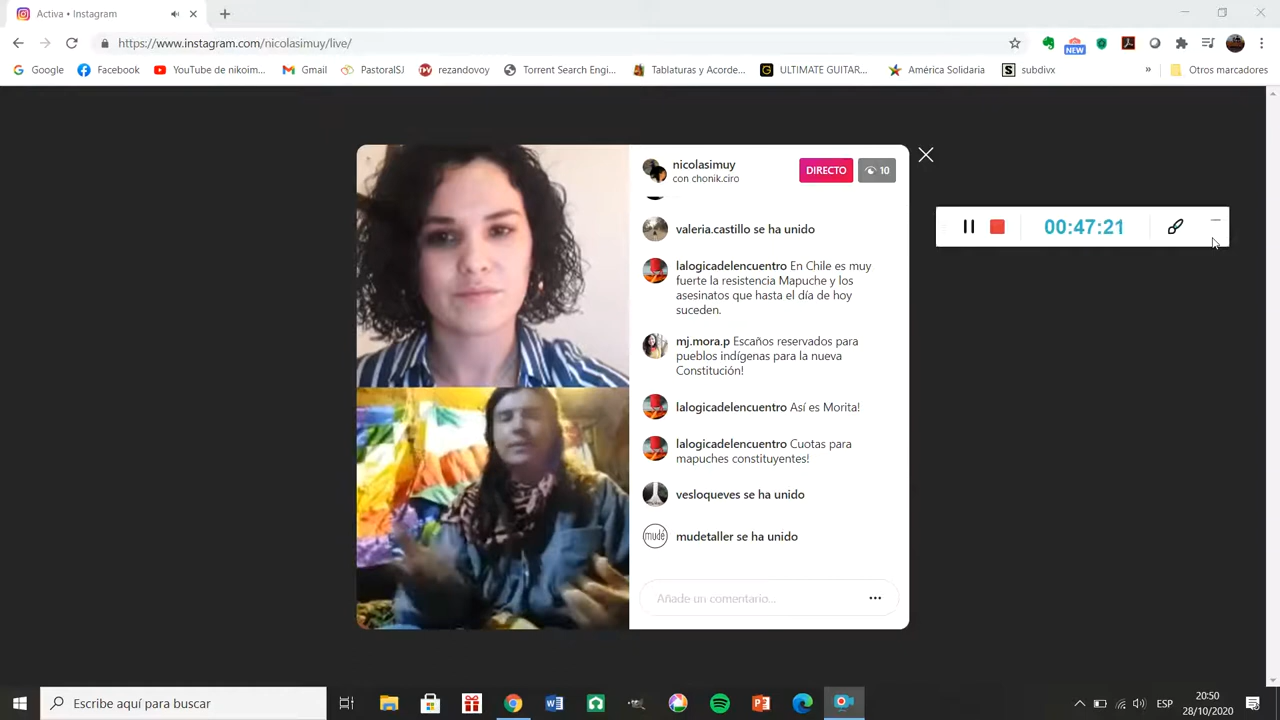 Activa • Instagram
https://www.instagram.com/nicolasimuy/live/
NEW
Google
Facebook
YouTube de nikoim...
Gmail
PastoralSJ
rezandovoy
Torrent Search Engi...
Tablaturas y Acorde...
ULTIMATE GUITAR...
América Solidaria
subdivx
»
Otros marcadores
nicolasimuy
con chonik.ciro
DIRECTO
10
valeria.castillo se ha unido
lalogicadelencuentro En Chile es muy
fuerte la resistencia Mapuche y los
asesinatos que hasta el día de hoy
suceden.
mj.mora.p Escaños reservados para
pueblos indígenas para la nueva
Constitución!
lalogicadelencuentro Así es Morita!
lalogicadelencuentro Cuotas para
mapuches constituyentes!
vesloqueves se ha unido
mudé
mudetaller se ha unido
Añade un comentario...
00:47:21
Escribe aquí para buscar
ESP
20:50
28/10/2020